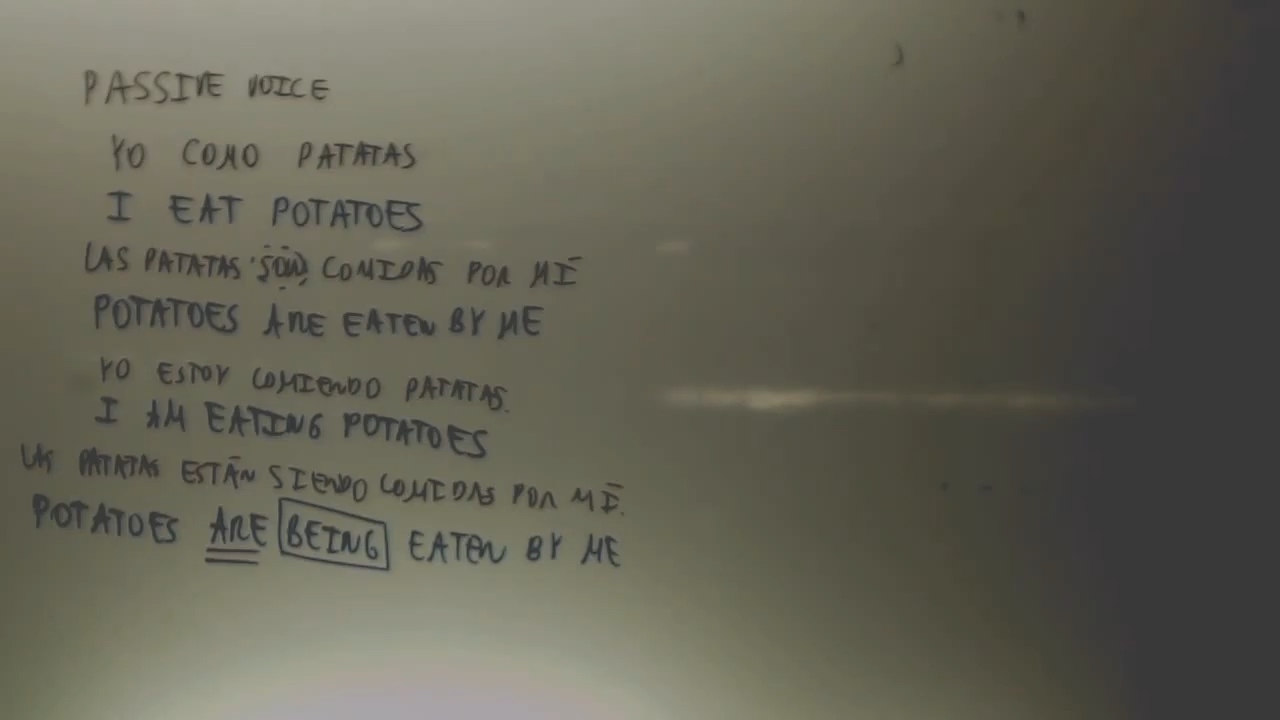 PASSIVE VOICE
YO COMO PATATAS
I EAT POTATOES
LAS PATATAS SON COMIDAS POR MÍ
POTATOES ARE EATEN BY ME
YO ESTOY COMIENDO PATATAS.
I AM EATING POTATOES
LAS PATATAS ESTÁN SIENDO COMIDAS POR MÍ.
POTATOES ARE BEING EATEN BY ME